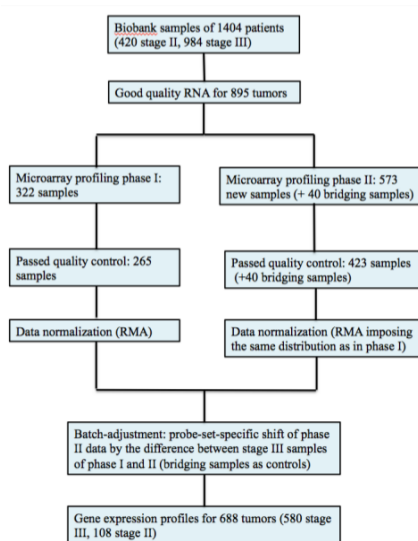 Biobank samples of 1404 patients
(420 stage II, 984 stage III)
Good quality RNA for 895 tumors
Microarray profiling phase I:
322 samples
Microarray profiling phase II: 573
new samples (+ 40 bridging samples)
Passed quality control: 265
samples
Passed quality control: 423 samples
(+40 bridging samples)
Data normalization (RMA)
Data normalization (RMA imposing
the same distribution as in phase I)
Batch-adjustment: probe-set-specific shift of phase
II data by the difference between stage III samples
of phase I and II (bridging samples as controls)
Gene expression profiles for 688 tumors (580 stage
III, 108 stage II)